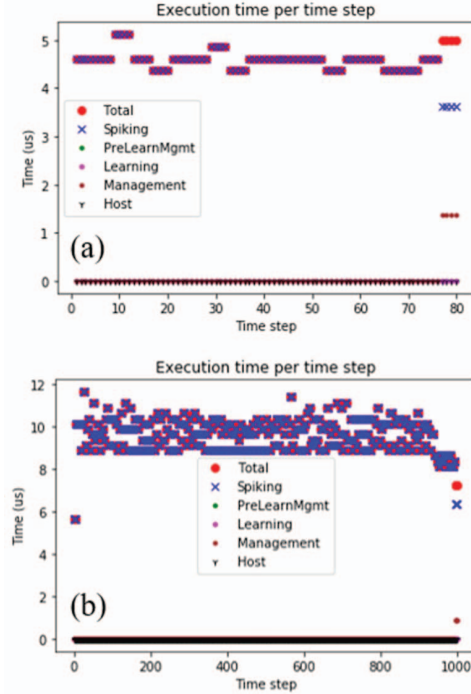 Execution time per time step
5
4
3
2
1
0
Time (us)
Total
Spiking
PreLearnMgmt
Learning
Management
Host
(a)
0 10 20 30 40 50 60 70 80
Time step
Execution time per time step
12
10
8
6
4
2
0
Time (us)
Total
Spiking
PreLearnMgmt
Learning
Management
Host
(b)
0 200 400 600 800 1000
Time step